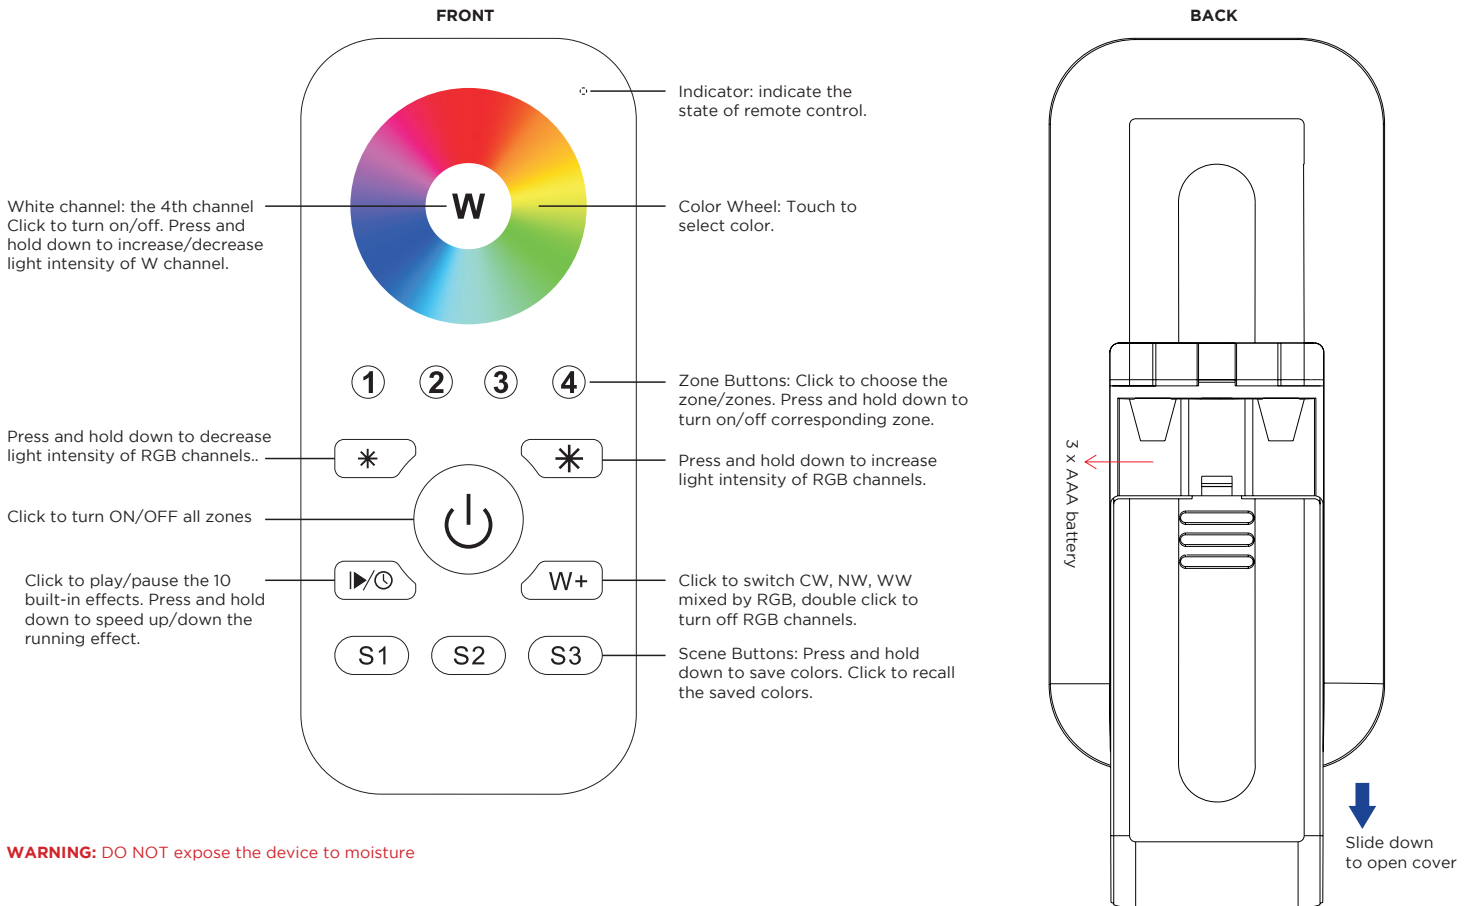 FRONT
BACK
Indicator: indicate the
state of remote control.
White channel: the 4th channel
Click to turn on/off. Press and
hold down to increase/decrease
light intensity of W channel.
W
Color Wheel: Touch to
select color.
1 2 3 4
Zone Buttons: Click to choose the
zone/zones. Press and hold down to
turn on/off corresponding zone.
Press and hold down to decrease
light intensity of RGB channels..
Press and hold down to increase
light intensity of RGB channels.
3 x AAA battery
Click to turn ON/OFF all zones
Click to play/pause the 10
built-in effects. Press and hold
down to speed up/down the
running effect.
W+
Click to switch CW, NW, WW
mixed by RGB, double click to
turn off RGB channels.
S1 S2 S3
Scene Buttons: Press and hold
down to save colors. Click to recall
the saved colors.
WARNING: DO NOT expose the device to moisture
Slide down
to open cover